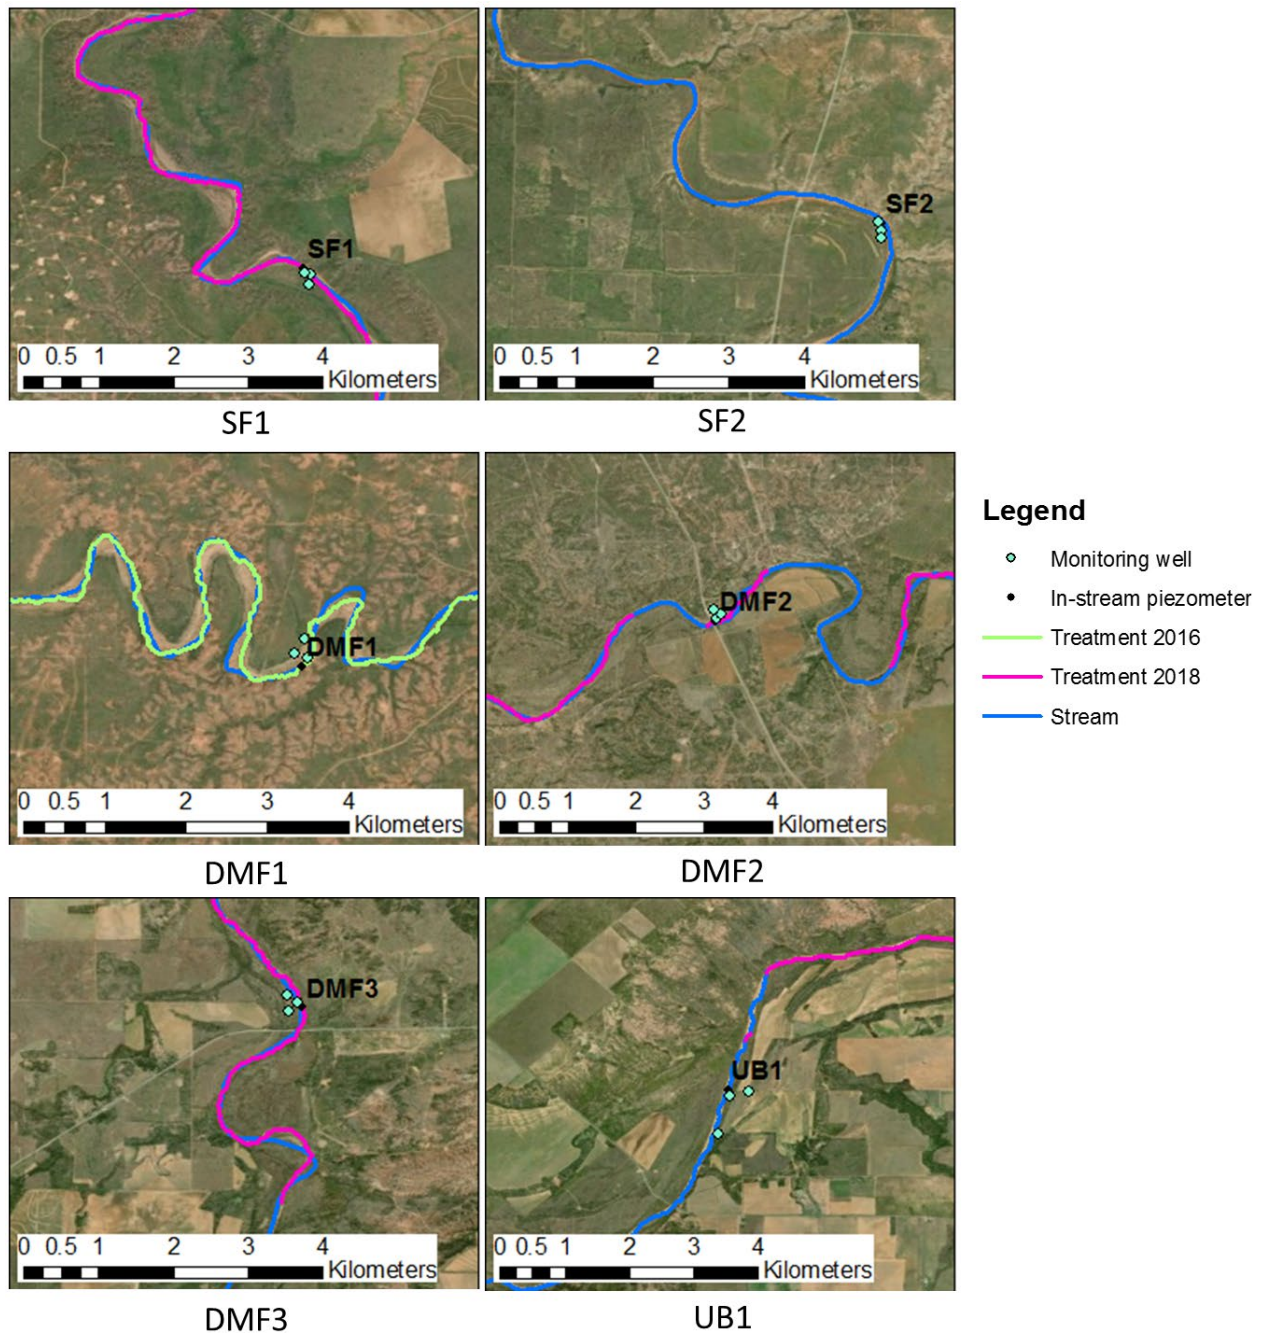 SF1
0 0.5 1 2 3 4
Kilometers
SF1
SF2
0 0.5 1 2 3 4
Kilometers
SF2
DMF1
0 0.5 1 2 3 4
Kilometers
DMF1
DMF2
0 0.5 1 2 3 4
Kilometers
DMF2
Legend
Monitoring well
In-stream piezometer
Treatment 2016
Treatment 2018
Stream
DMF3
0 0.5 1 2 3 4
Kilometers
DMF3
UB1
0 0.5 1 2 3 4
Kilometers
UB1